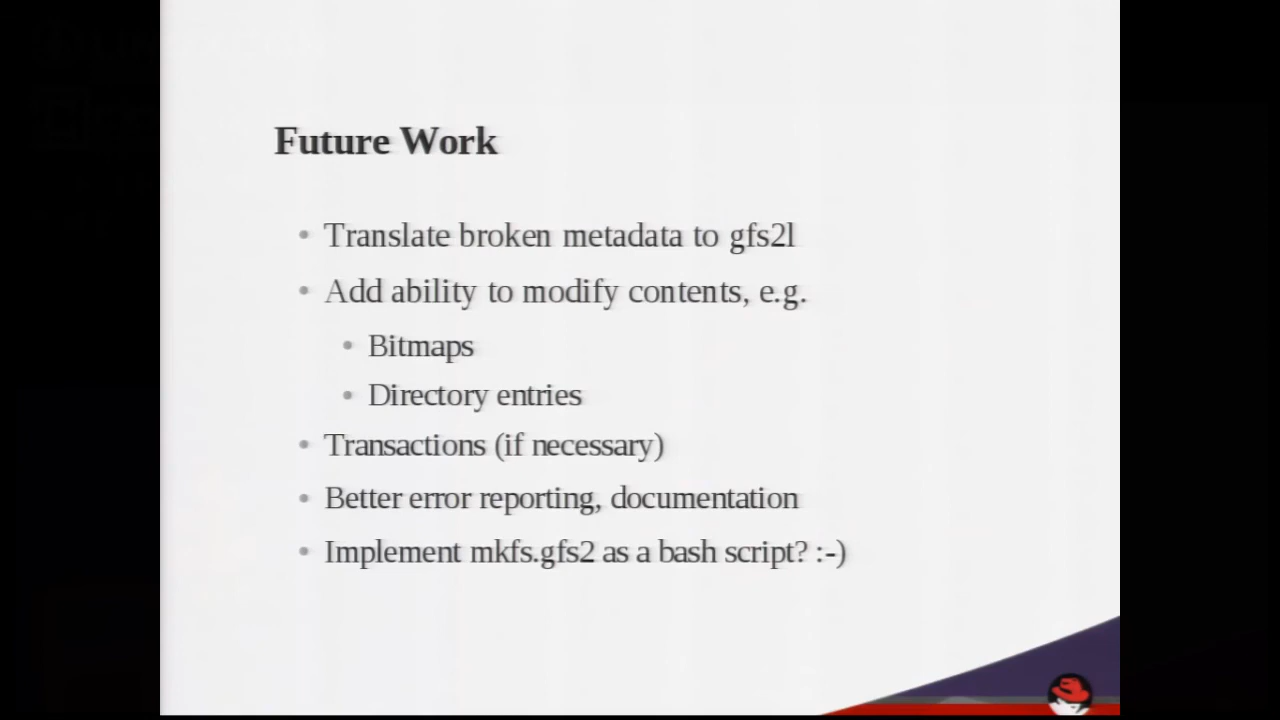 Future Work
• Translate broken metadata to gfs2l
• Add ability to modify contents, e.g.
• Bitmaps
• Directory entries
• Transactions (if necessary)
• Better error reporting, documentation
• Implement mkfs.gfs2 as a bash script? :-)